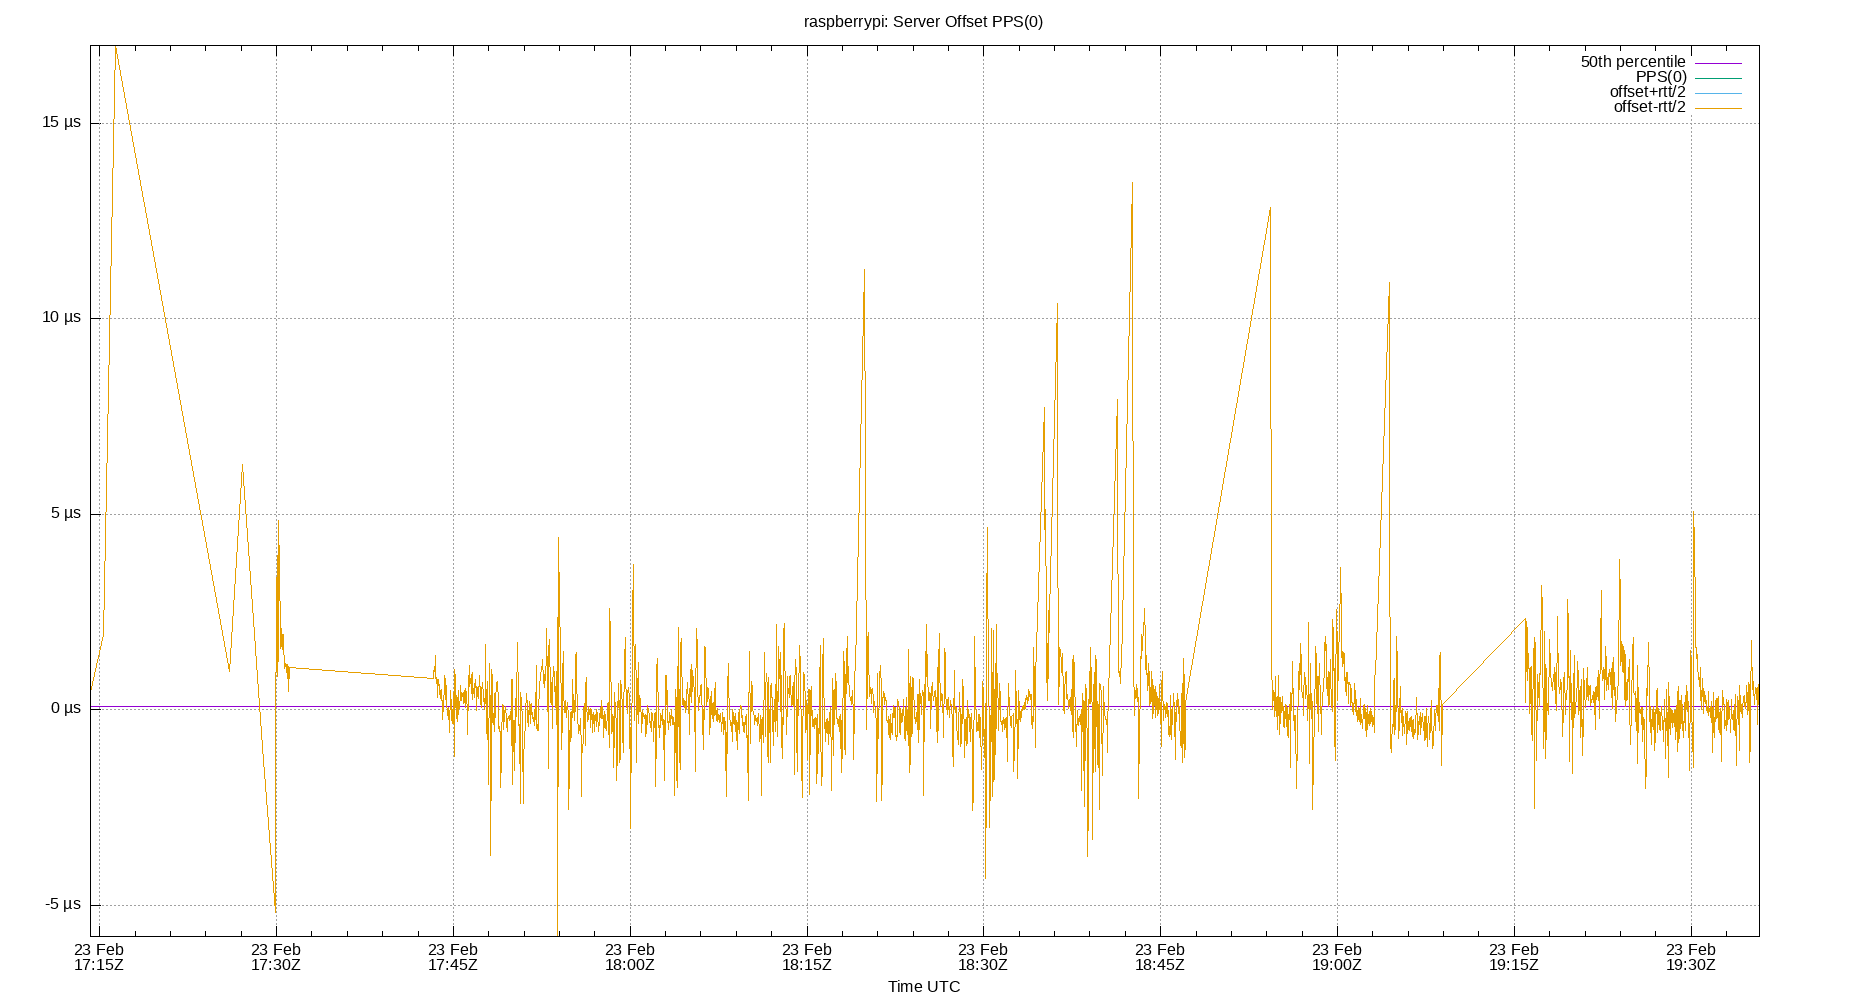 raspberrypi: Server Offset PPS(0)
50th percentile
PPS(0)
offset+rtt/2
offset-rtt/2
15 µs
10 µs
5 µs
0 µs
-5 µs
23 Feb 23 Feb 23 Feb 23 Feb 23 Feb 23 Feb 23 Feb 23 Feb 23 Feb 23 Feb
17:15Z 17:30Z 17:45Z 18:00Z 18:15Z 18:30Z 18:45Z 19:00Z 19:15Z 19:30Z
Time UTC